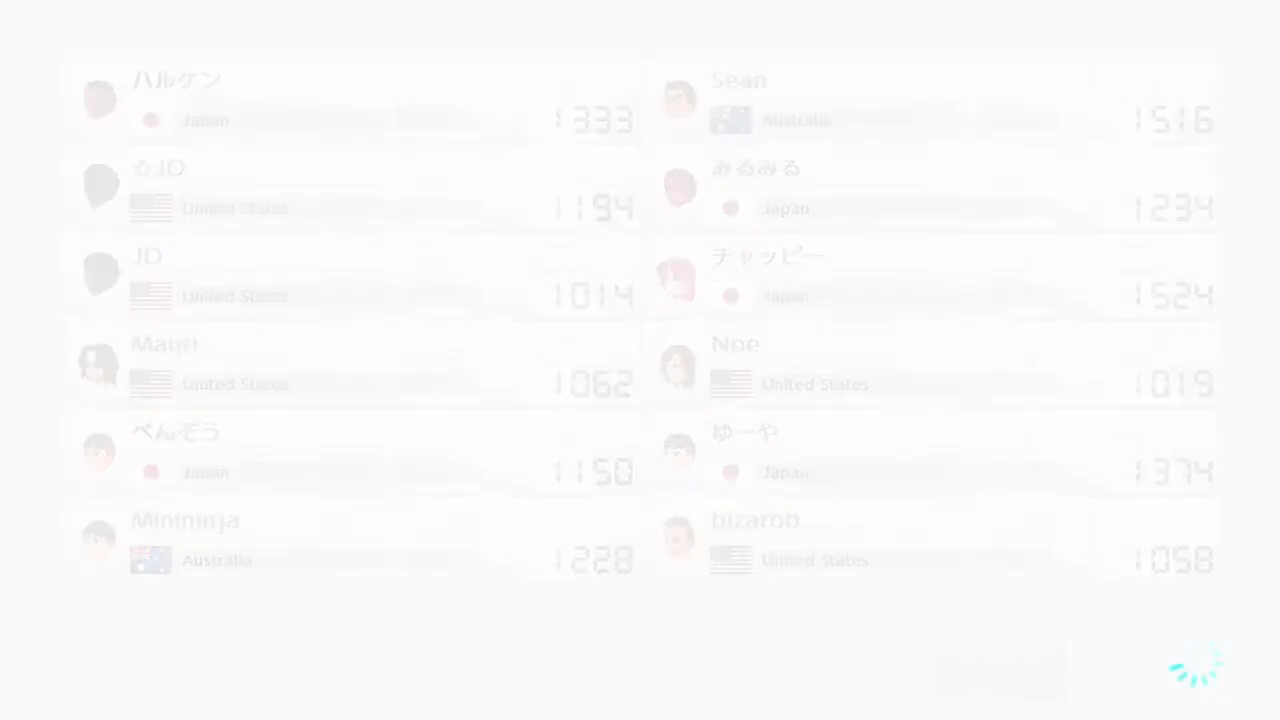 ハルゲン
Japan
1333
☆JD
United States
1194
JD
United States
1014
Mauri
United States
1062
べんぞう
Japan
1150
Minininja
Australia
1228
Sean
Australia
1516
みるみる
Japan
1234
チャッピー
Japan
1524
Noe
United States
1019
ゆーや
Japan
1374
bizarob
United States
1058